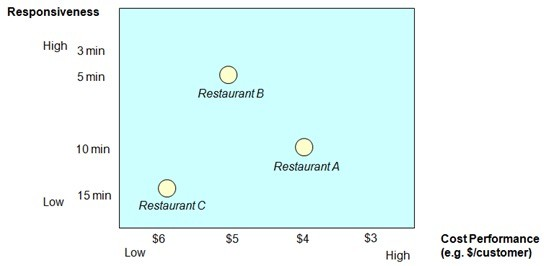 Responsiveness
High
3 min
5 min
Restaurant B
10 min
Restaurant A
15 min
Low
Restaurant C
$6
$5
$4
$3
Low
High
Cost Performance
(e.g. $/customer)